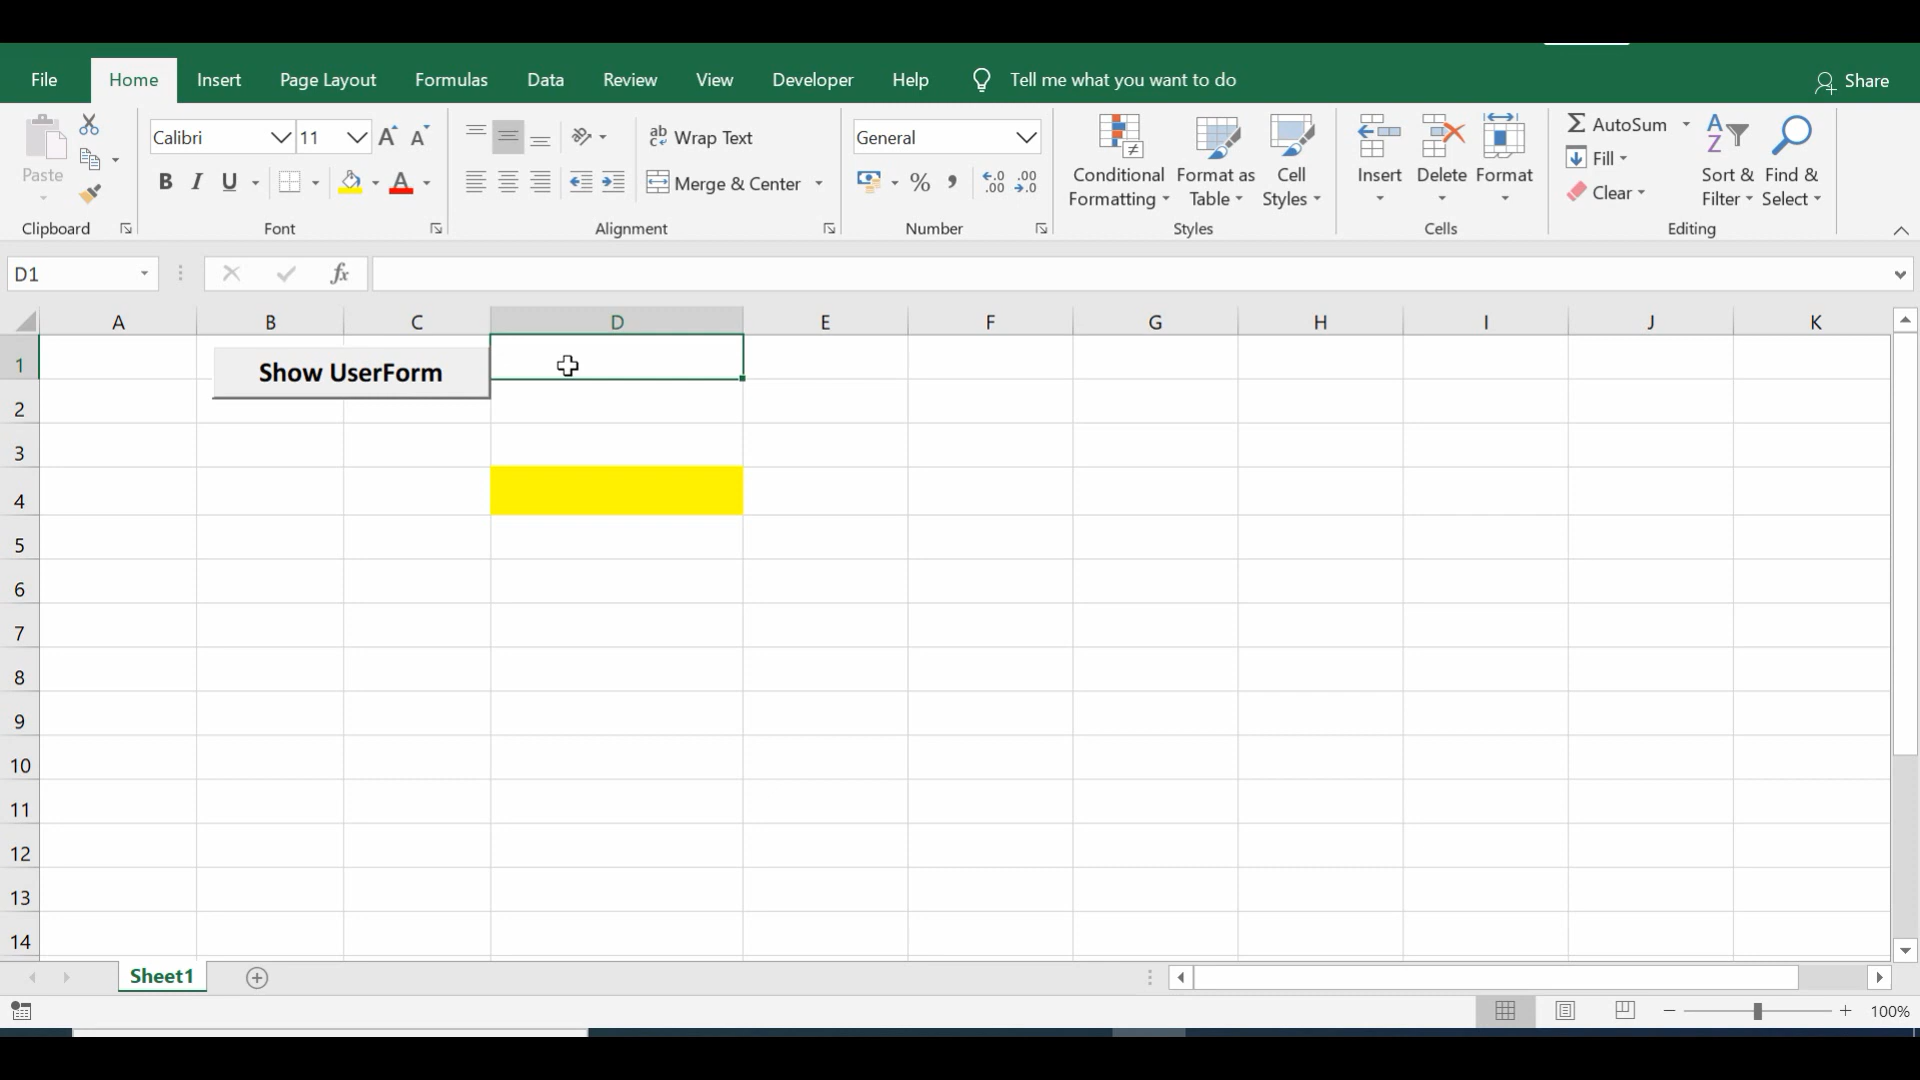 File Home Insert Page Layout Formulas Data Review View Developer Help Tell me what you want to do Share
Paste
Clipboard
Calibri 11
B I U A
Font
ab Wrap Text
Merge & Center
Alignment
General
% , .00 .00
Number
Conditional Formatting
Format as Table
Cell Styles
Styles
Insert Delete Format
Cells
Σ AutoSum
Fill
Clear
Sort & Filter
Find & Select
Editing
D1 fx
A B C D E F G H I J K
1 Show UserForm
2
3
4
5
6
7
8
9
10
11
12
13
14
Sheet1
100%